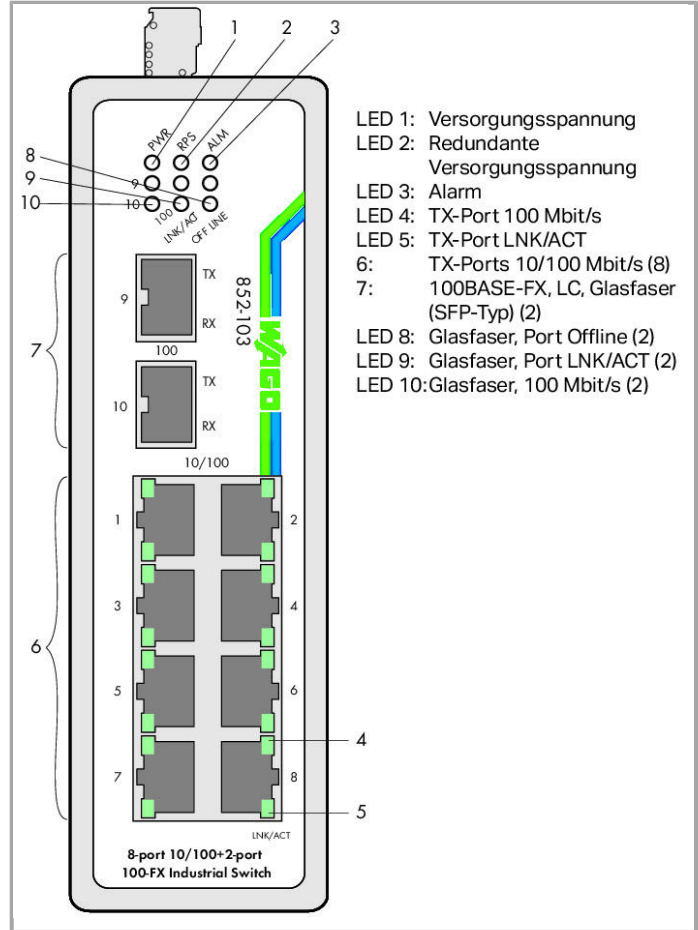 1 2 3
PWR RPS ALM
8
9 9
10 10
100 LNK/ACT OFF LINE
LED 1: Versorgungsspannung
LED 2: Redundante
Versorgungsspannung
LED 3: Alarm
LED 4: TX-Port 100 Mbit/s
LED 5: TX-Port LNK/ACT
6: TX-Ports 10/100 Mbit/s (8)
7: 100BASE-FX, LC, Glasfaser
(SFP-Typ) (2)
LED 8: Glasfaser, Port Offline (2)
LED 9: Glasfaser, Port LNK/ACT (2)
LED 10:Glasfaser, 100 Mbit/s (2)
7
9 TX
RX
100
10 TX
RX
852-103
WAGO
10/100
6
1 2
3 4
5 6
4
7 8
5
LNK/ACT
8-port 10/100+2-port
100-FX Industrial Switch